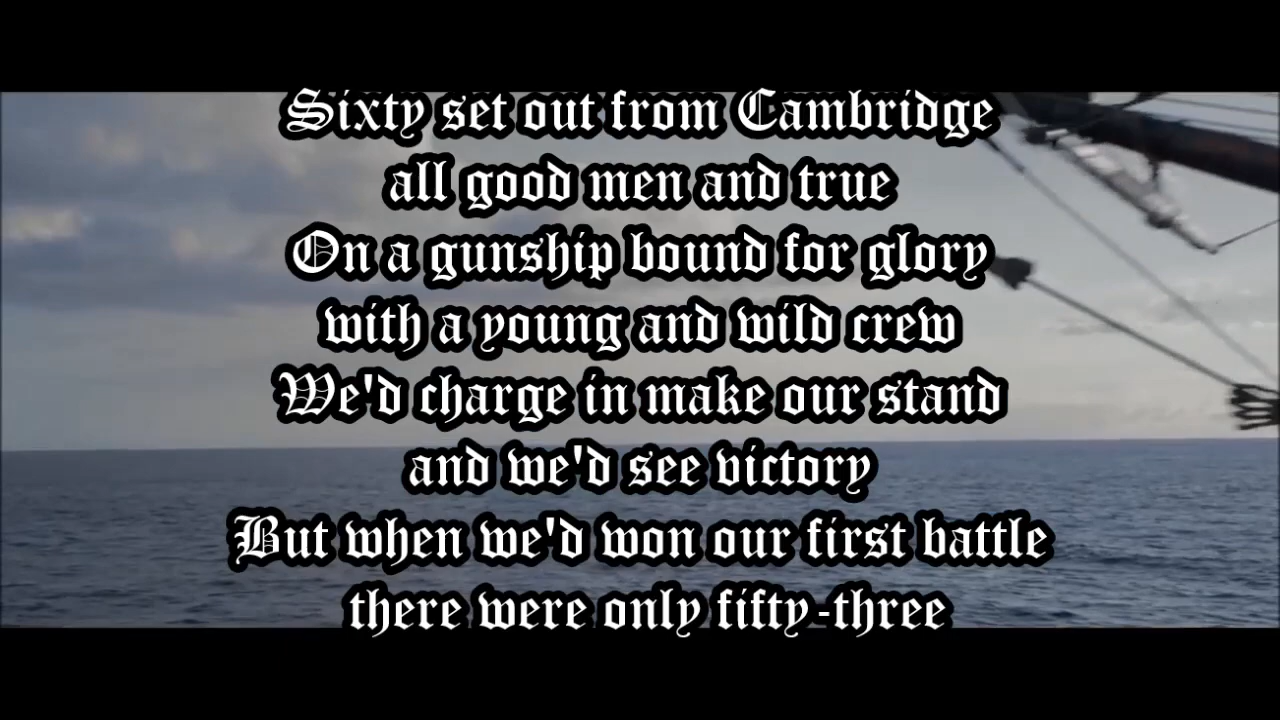 Sixty set out from Cambridge
all good men and true
On a gunship bound for glory
with a young and wild crew
We'd charge in make our stand
and we'd see victory
But when we'd won our first battle
there were only fifty-three